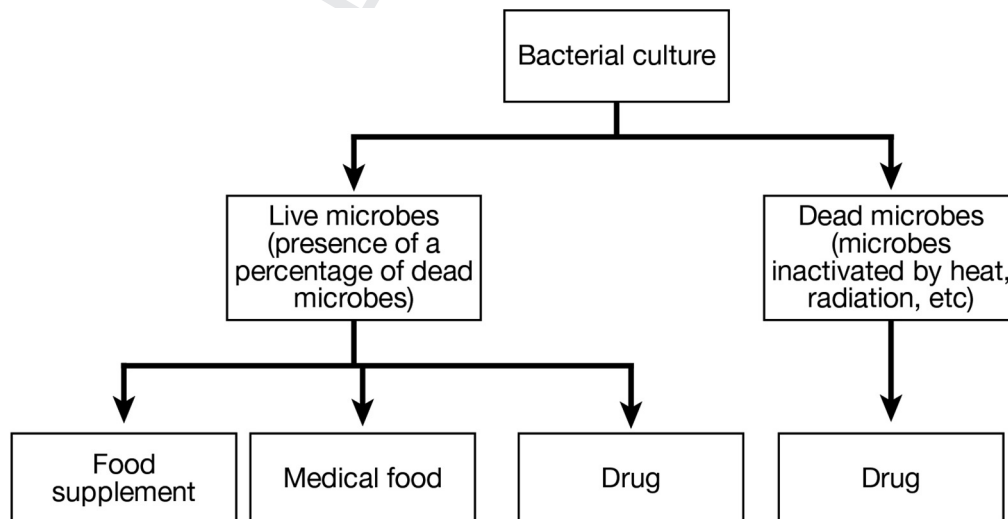 Bacterial culture
Live microbes
(presence of a
percentage of dead
microbes)
Dead microbes
(microbes
inactivated by heat,
radiation, etc)
Food
supplement
Medical food
Drug
Drug